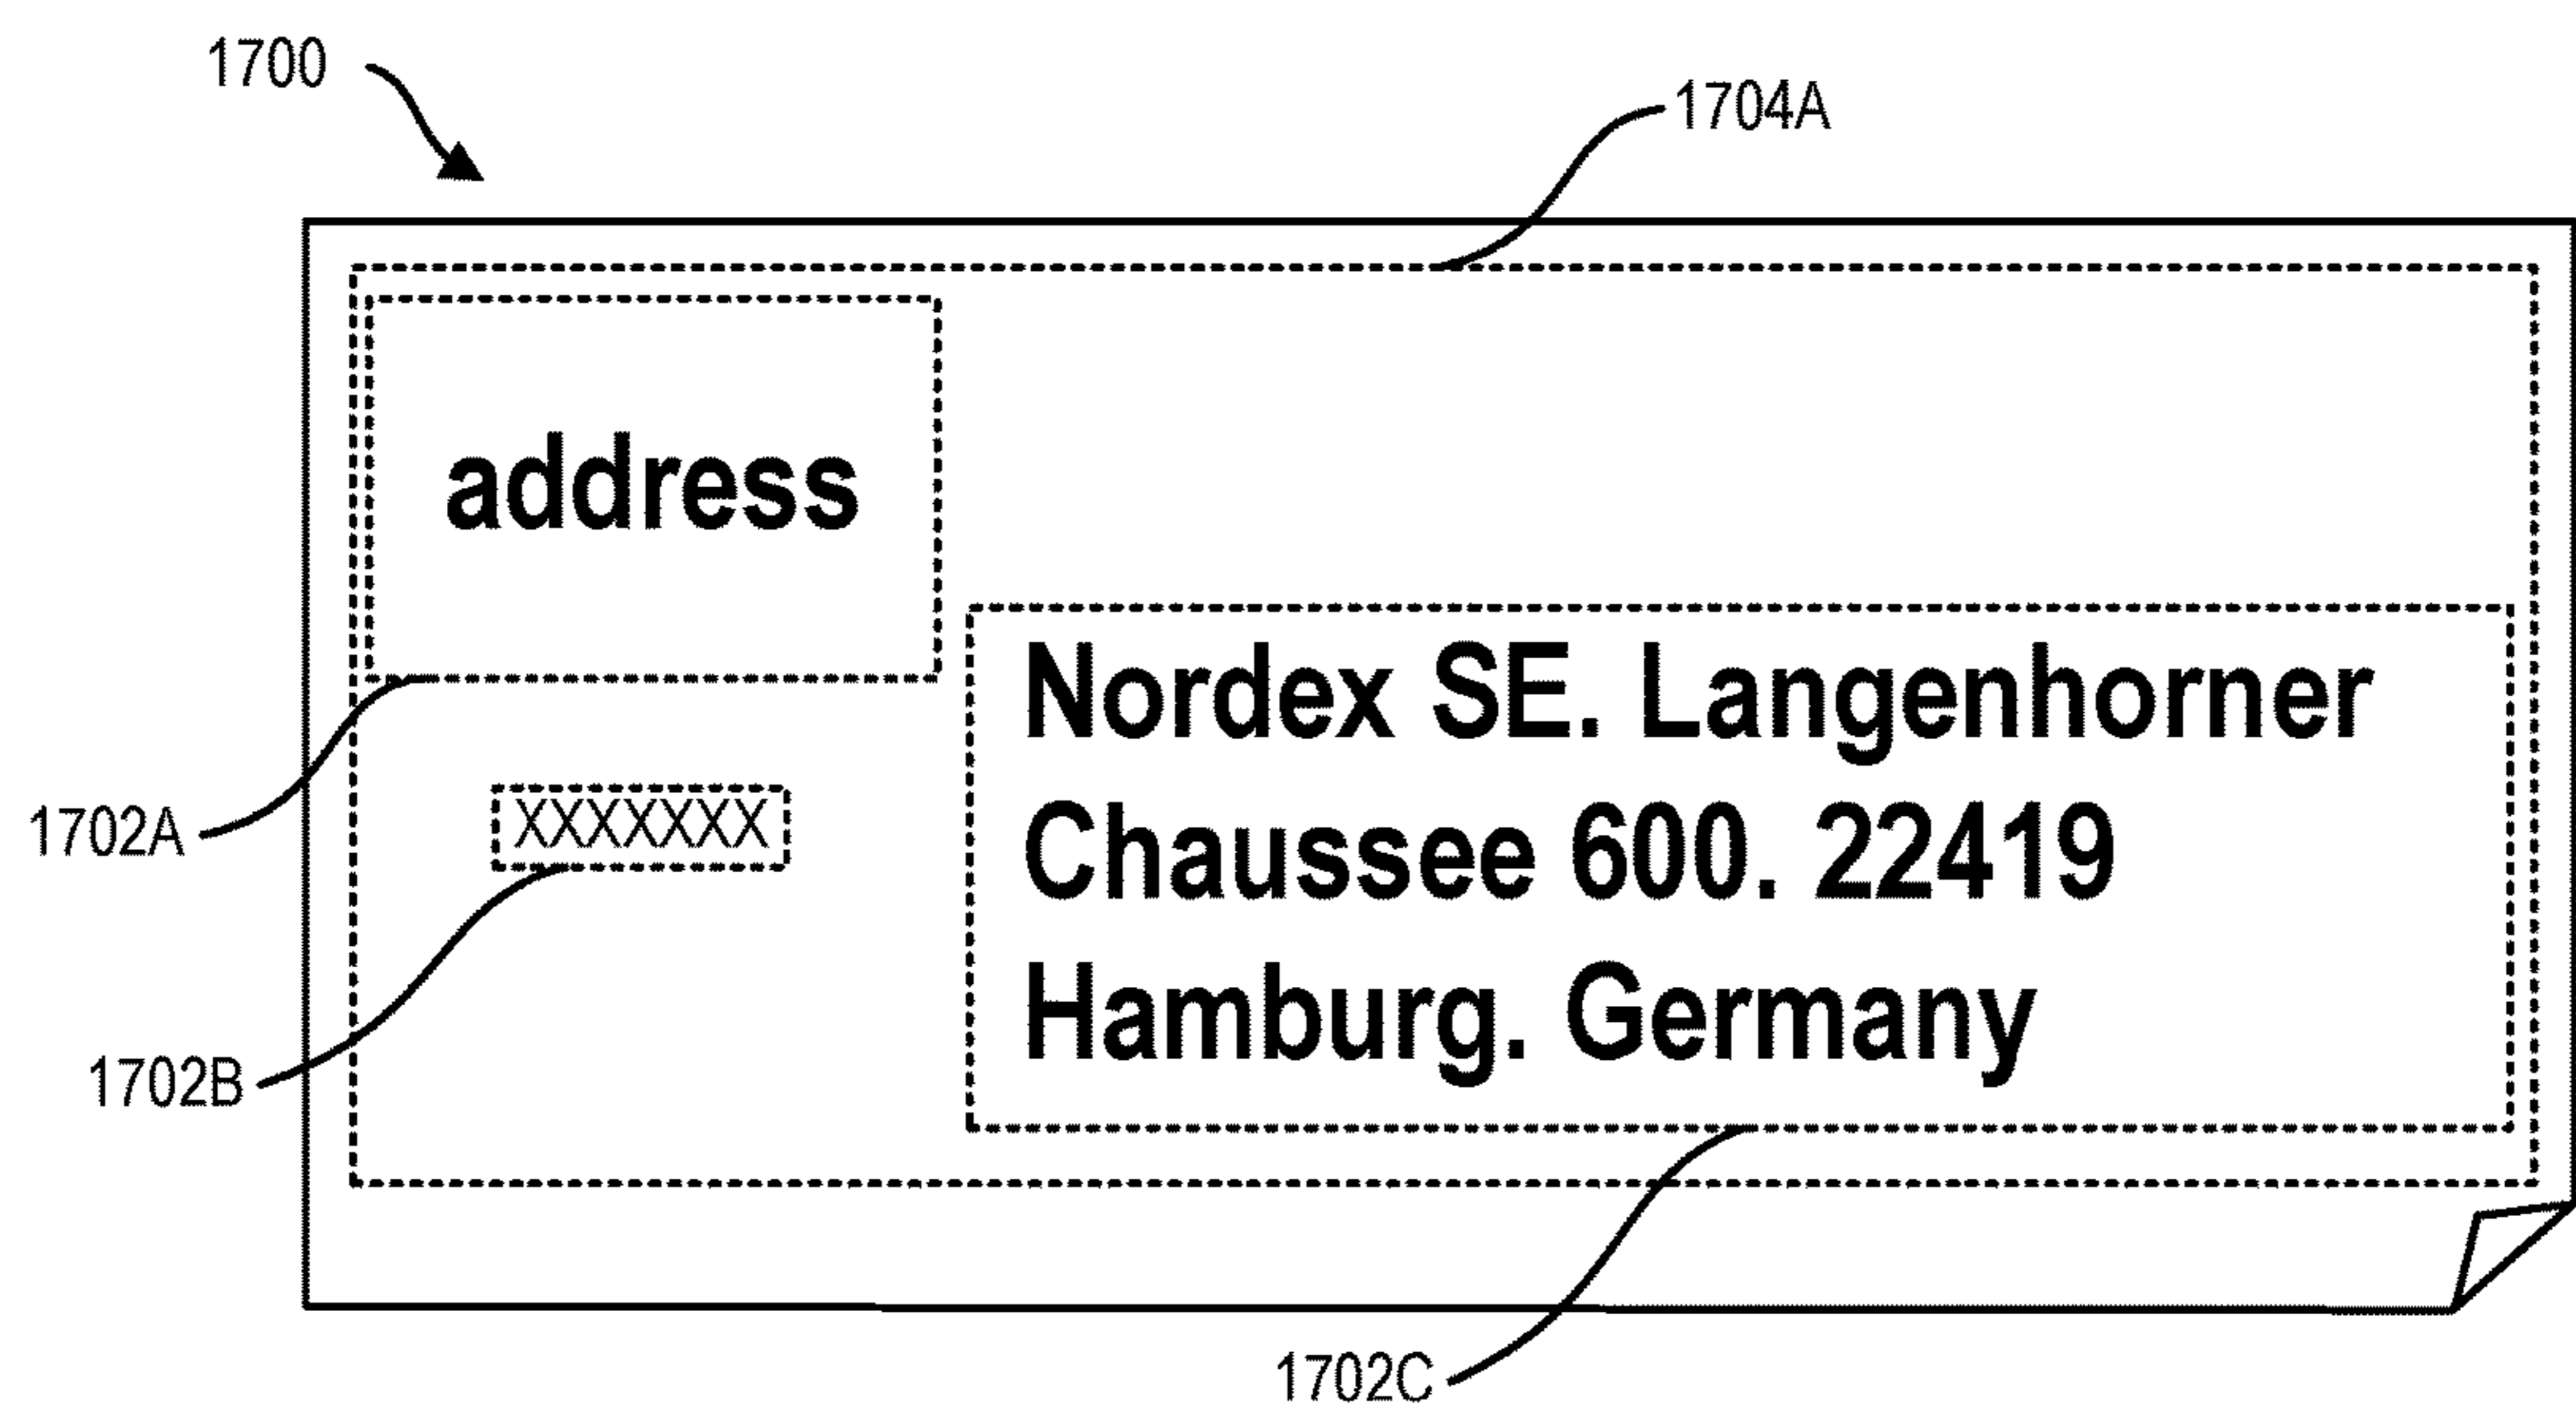 1700
1704A
address
Nordex SE. Langenhorner
Chaussee 600. 22419
Hamburg. Germany
XXXXXXX
1702A
1702B
1702C